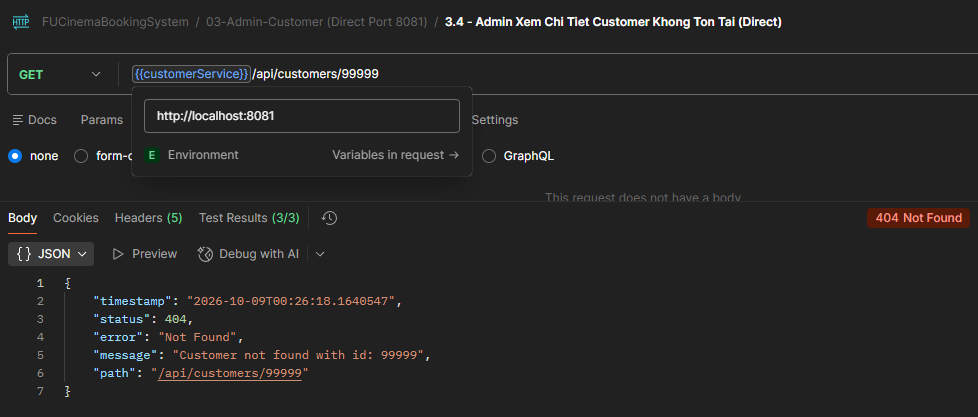 HTTP FUCinemaBookingSystem / 03-Admin-Customer (Direct Port 8081) / 3.4 - Admin Xem Chi Tiet Customer Khong Ton Tai (Direct)
GET {{customerService}}/api/customers/99999
http://localhost:8081
Docs Params Settings
E Environment Variables in request →
none form-c GraphQL
This request does not have a body
Body Cookies Headers (5) Test Results (3/3) 404 Not Found
{} JSON Preview Debug with AI
1 {
2 "timestamp": "2026-10-09T00:26:18.1640547",
3 "status": 404,
4 "error": "Not Found",
5 "message": "Customer not found with id: 99999",
6 "path": "/api/customers/99999"
7 }